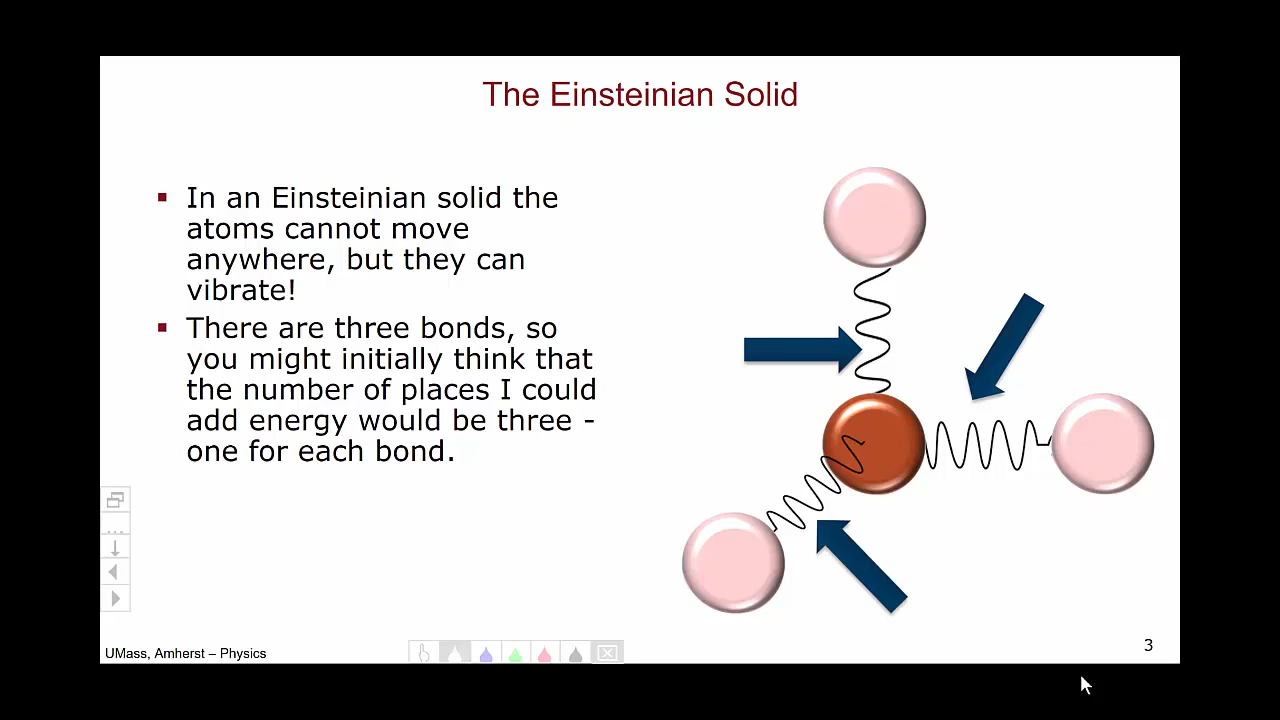 The Einsteinian Solid
▪ In an Einsteinian solid the
atoms cannot move
anywhere, but they can
vibrate!
▪ There are three bonds, so
you might initially think that
the number of places I could
add energy would be three -
one for each bond.
UMass, Amherst – Physics
3